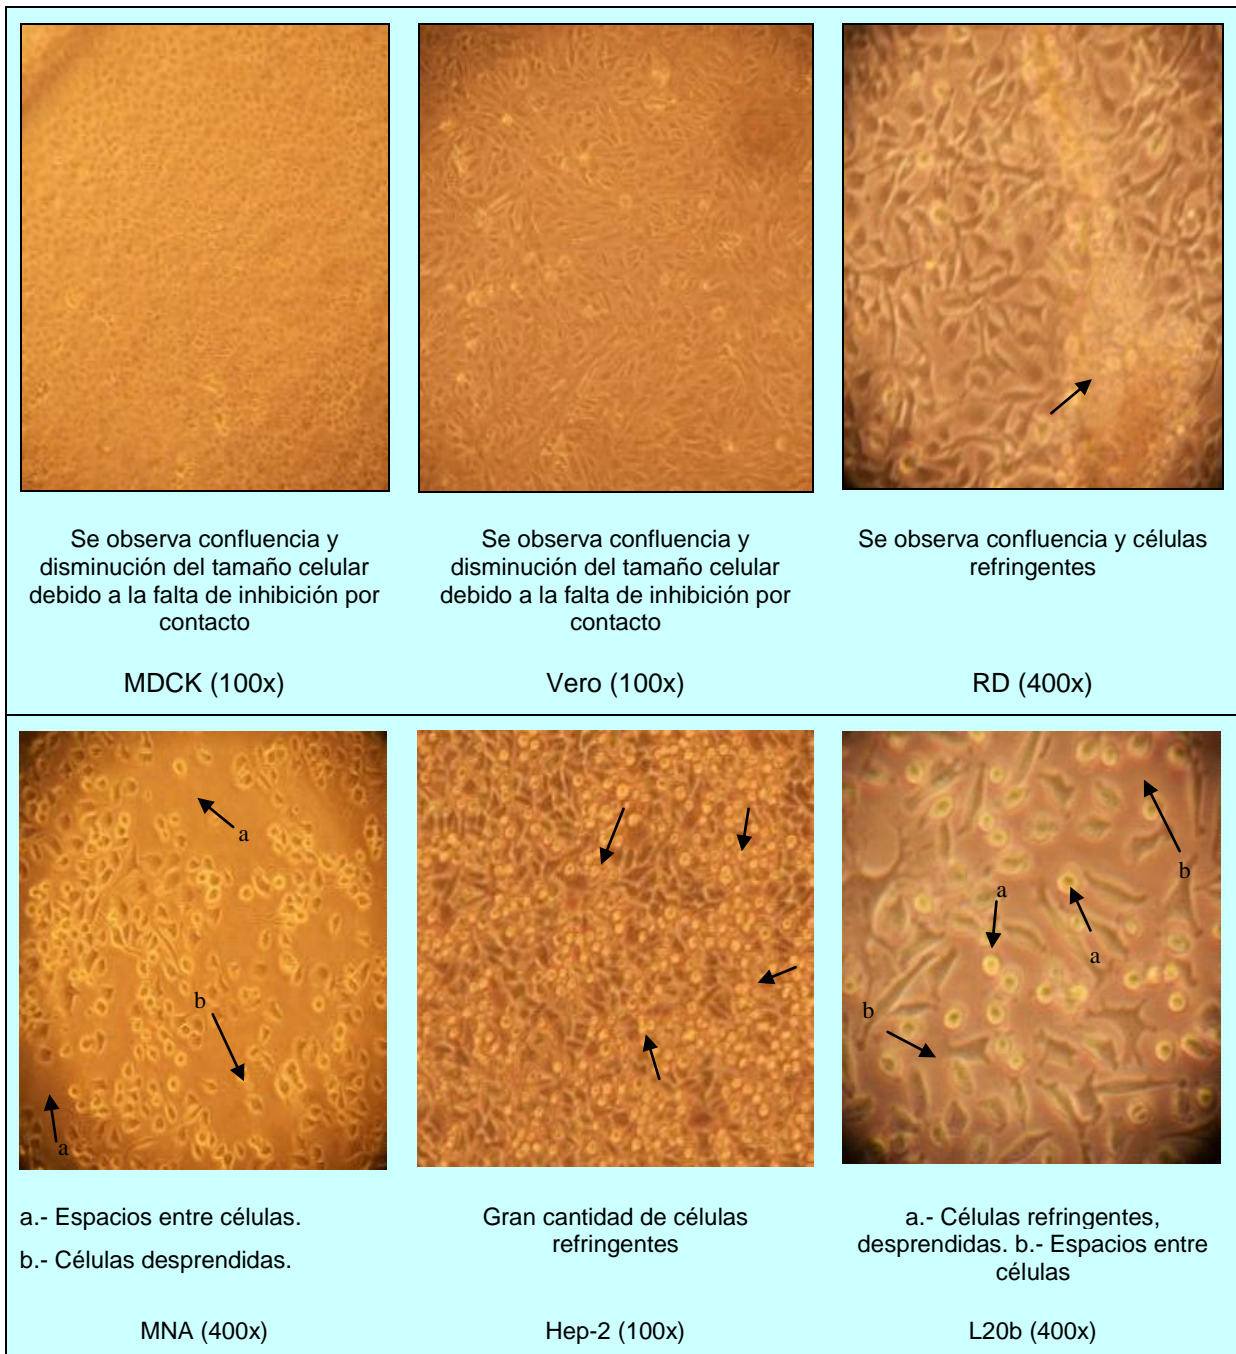 Se observa confluencia y
disminución del tamaño celular
debido a la falta de inhibición por
contacto
MDCK (100x)
Se observa confluencia y
disminución del tamaño celular
debido a la falta de inhibición por
contacto
Vero (100x)
Se observa confluencia y células
refringentes
RD (400x)
a
b
a
a.- Espacios entre células.
b.- Células desprendidas.
MNA (400x)
Gran cantidad de células
refringentes
Hep-2 (100x)
b
a
a
b
a.- Células refringentes,
desprendidas. b.- Espacios entre
células
L20b (400x)